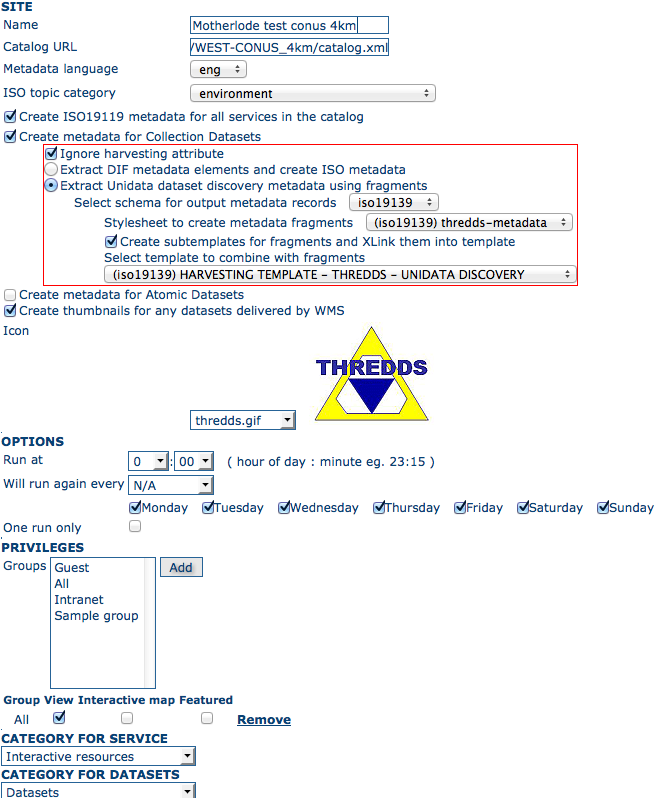 SITE
Name Motherlode test conus 4km
Catalog URL /WEST-CONUS_4km/catalog.xml
Metadata language eng
ISO topic category environment
Create ISO19119 metadata for all services in the catalog
Create metadata for Collection Datasets
Ignore harvesting attribute
Extract DIF metadata elements and create ISO metadata
Extract Unidata dataset discovery metadata using fragments
Select schema for output metadata records iso19139
Stylesheet to create metadata fragments (iso19139) thredds-metadata
Create subtemplates for fragments and XLink them into template
Select template to combine with fragments
(iso19139) HARVESTING TEMPLATE – THREDDS – UNIDATA DISCOVERY
Create metadata for Atomic Datasets
Create thumbnails for any datasets delivered by WMS
Icon
THREDDS
thredds.gif
OPTIONS
Run at 0 : 00 ( hour of day : minute eg. 23:15 )
Will run again every N/A
Monday Tuesday Wednesday Thursday Friday Saturday Sunday
One run only
PRIVILEGES
Groups Guest Add
All
Intranet
Sample group
Group View Interactive map Featured
All Remove
CATEGORY FOR SERVICE
Interactive resources
CATEGORY FOR DATASETS
Datasets